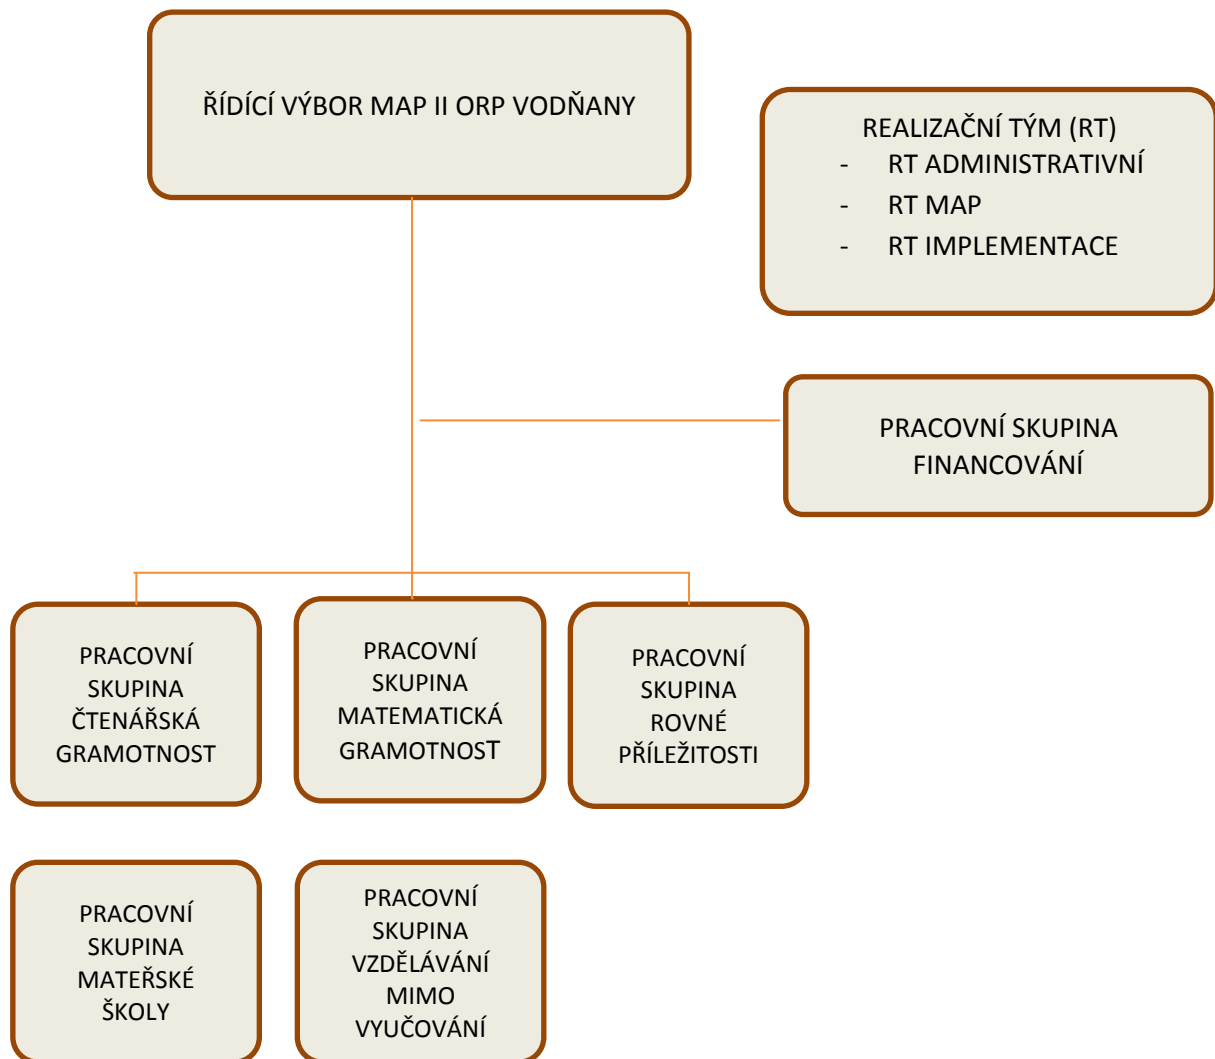 ŘÍDÍCÍ VÝBOR MAP II ORP VODŇANY
REALIZAČNÍ TÝM (RT)
- RT ADMINISTRATIVNÍ
- RT MAP
- RT IMPLEMENTACE
PRACOVNÍ SKUPINA
FINANCOVÁNÍ
PRACOVNÍ
SKUPINA
ČTENÁŘSKÁ
GRAMOTNOST
PRACOVNÍ
SKUPINA
MATEMATICKÁ
GRAMOTNOST
PRACOVNÍ
SKUPINA
ROVNÉ
PŘÍLEŽITOSTI
PRACOVNÍ
SKUPINA
MATEŘSKÉ
ŠKOLY
PRACOVNÍ
SKUPINA
VZDĚLÁVÁNÍ
MIMO
VYUČOVÁNÍ